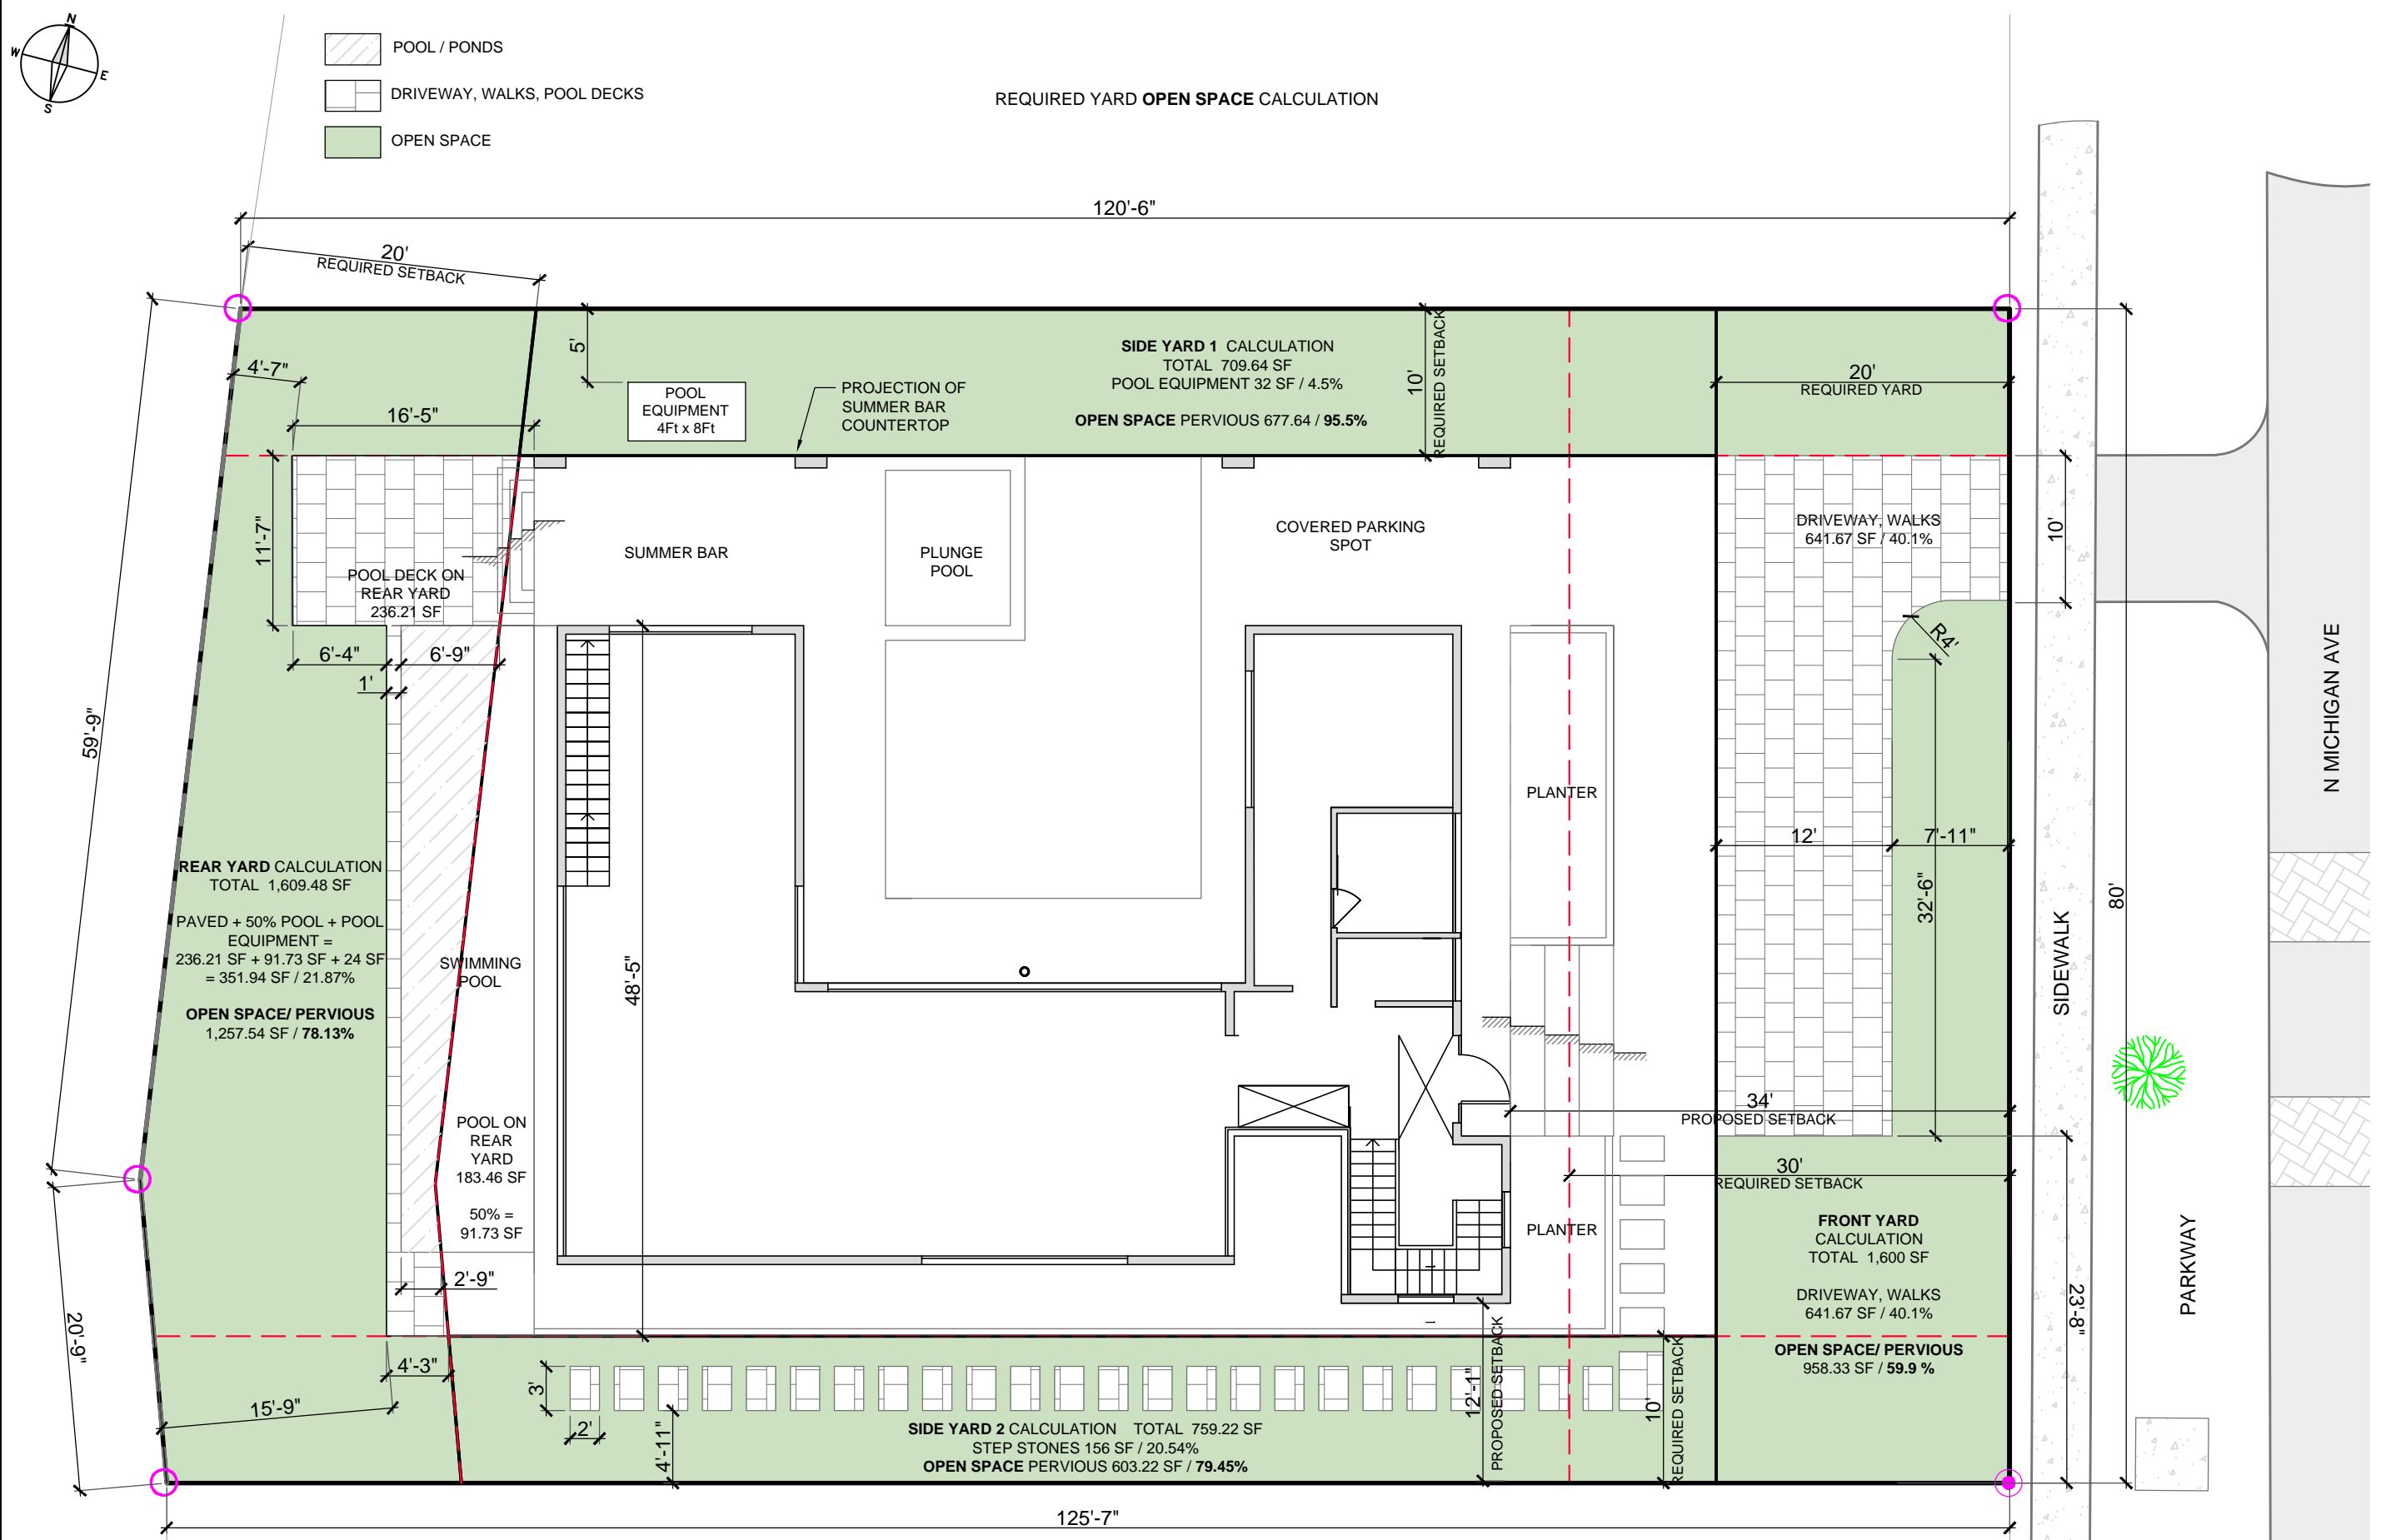 N
W
E
S
POOL / PONDS
DRIVEWAY, WALKS, POOL DECKS
OPEN SPACE
REQUIRED YARD OPEN SPACE CALCULATION
120'-6"
20'
REQUIRED SETBACK
4'-7"
16'-5"
5'
POOL
EQUIPMENT
4Ft x 8Ft
PROJECTION OF
SUMMER BAR
COUNTERTOP
SIDE YARD 1 CALCULATION
TOTAL 709.64 SF
POOL EQUIPMENT 32 SF / 4.5%
OPEN SPACE PERVIOUS 677.64 / 95.5%
10'
REQUIRED SETBACK
20'
REQUIRED YARD
11'-7"
POOL DECK ON
REAR YARD
236.21 SF
SUMMER BAR
PLUNGE
POOL
COVERED PARKING
SPOT
DRIVEWAY, WALKS
641.67 SF / 40.1%
10'
R4'
6'-4"
6'-9"
1'
59'-9"
N MICHIGAN AVE
PLANTER
12'
7'-11"
32'-6"
80'
SIDEWALK
REAR YARD CALCULATION
TOTAL 1,609.48 SF
PAVED + 50% POOL + POOL
EQUIPMENT =
236.21 SF + 91.73 SF + 24 SF
= 351.94 SF / 21.87%
OPEN SPACE/ PERVIOUS
1,257.54 SF / 78.13%
SWIMMING
POOL
48'-5"
POOL ON
REAR
YARD
183.46 SF
50% =
91.73 SF
34'
PROPOSED SETBACK
30'
REQUIRED SETBACK
PLANTER
FRONT YARD
CALCULATION
TOTAL 1,600 SF
DRIVEWAY, WALKS
641.67 SF / 40.1%
OPEN SPACE/ PERVIOUS
958.33 SF / 59.9 %
PARKWAY
23'-8"
2'-9"
20'-9"
4'-3"
15'-9"
3'
2'
4'-11"
SIDE YARD 2 CALCULATION TOTAL 759.22 SF
STEP STONES 156 SF / 20.54%
OPEN SPACE PERVIOUS 603.22 SF / 79.45%
12'-1"
PROPOSED SETBACK
10'
REQUIRED SETBACK
125'-7"